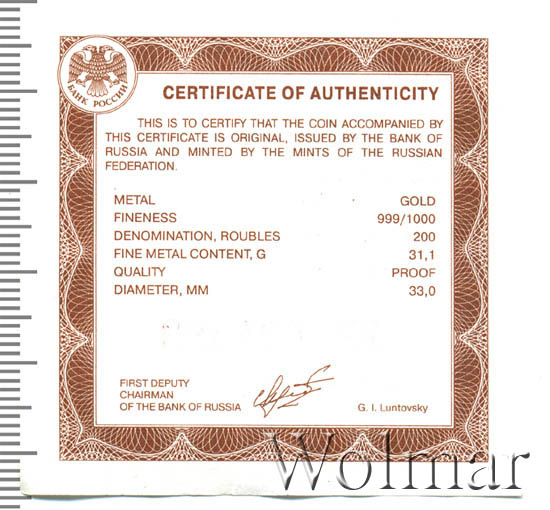 БАНК РОССИИ
CERTIFICATE OF AUTHENTICITY
THIS IS TO CERTIFY THAT THE COIN ACCOMPANIED BY
THIS CERTIFICATE IS ORIGINAL, ISSUED BY THE BANK OF
RUSSIA AND MINTED BY THE MINTS OF THE RUSSIAN
FEDERATION.
METAL GOLD
FINENESS 999/1000
DENOMINATION, ROUBLES 200
FINE METAL CONTENT, G 31,1
QUALITY PROOF
DIAMETER, MM 33,0
FIRST DEPUTY
CHAIRMAN
OF THE BANK OF RUSSIA G. I. Luntovsky
Wolmar